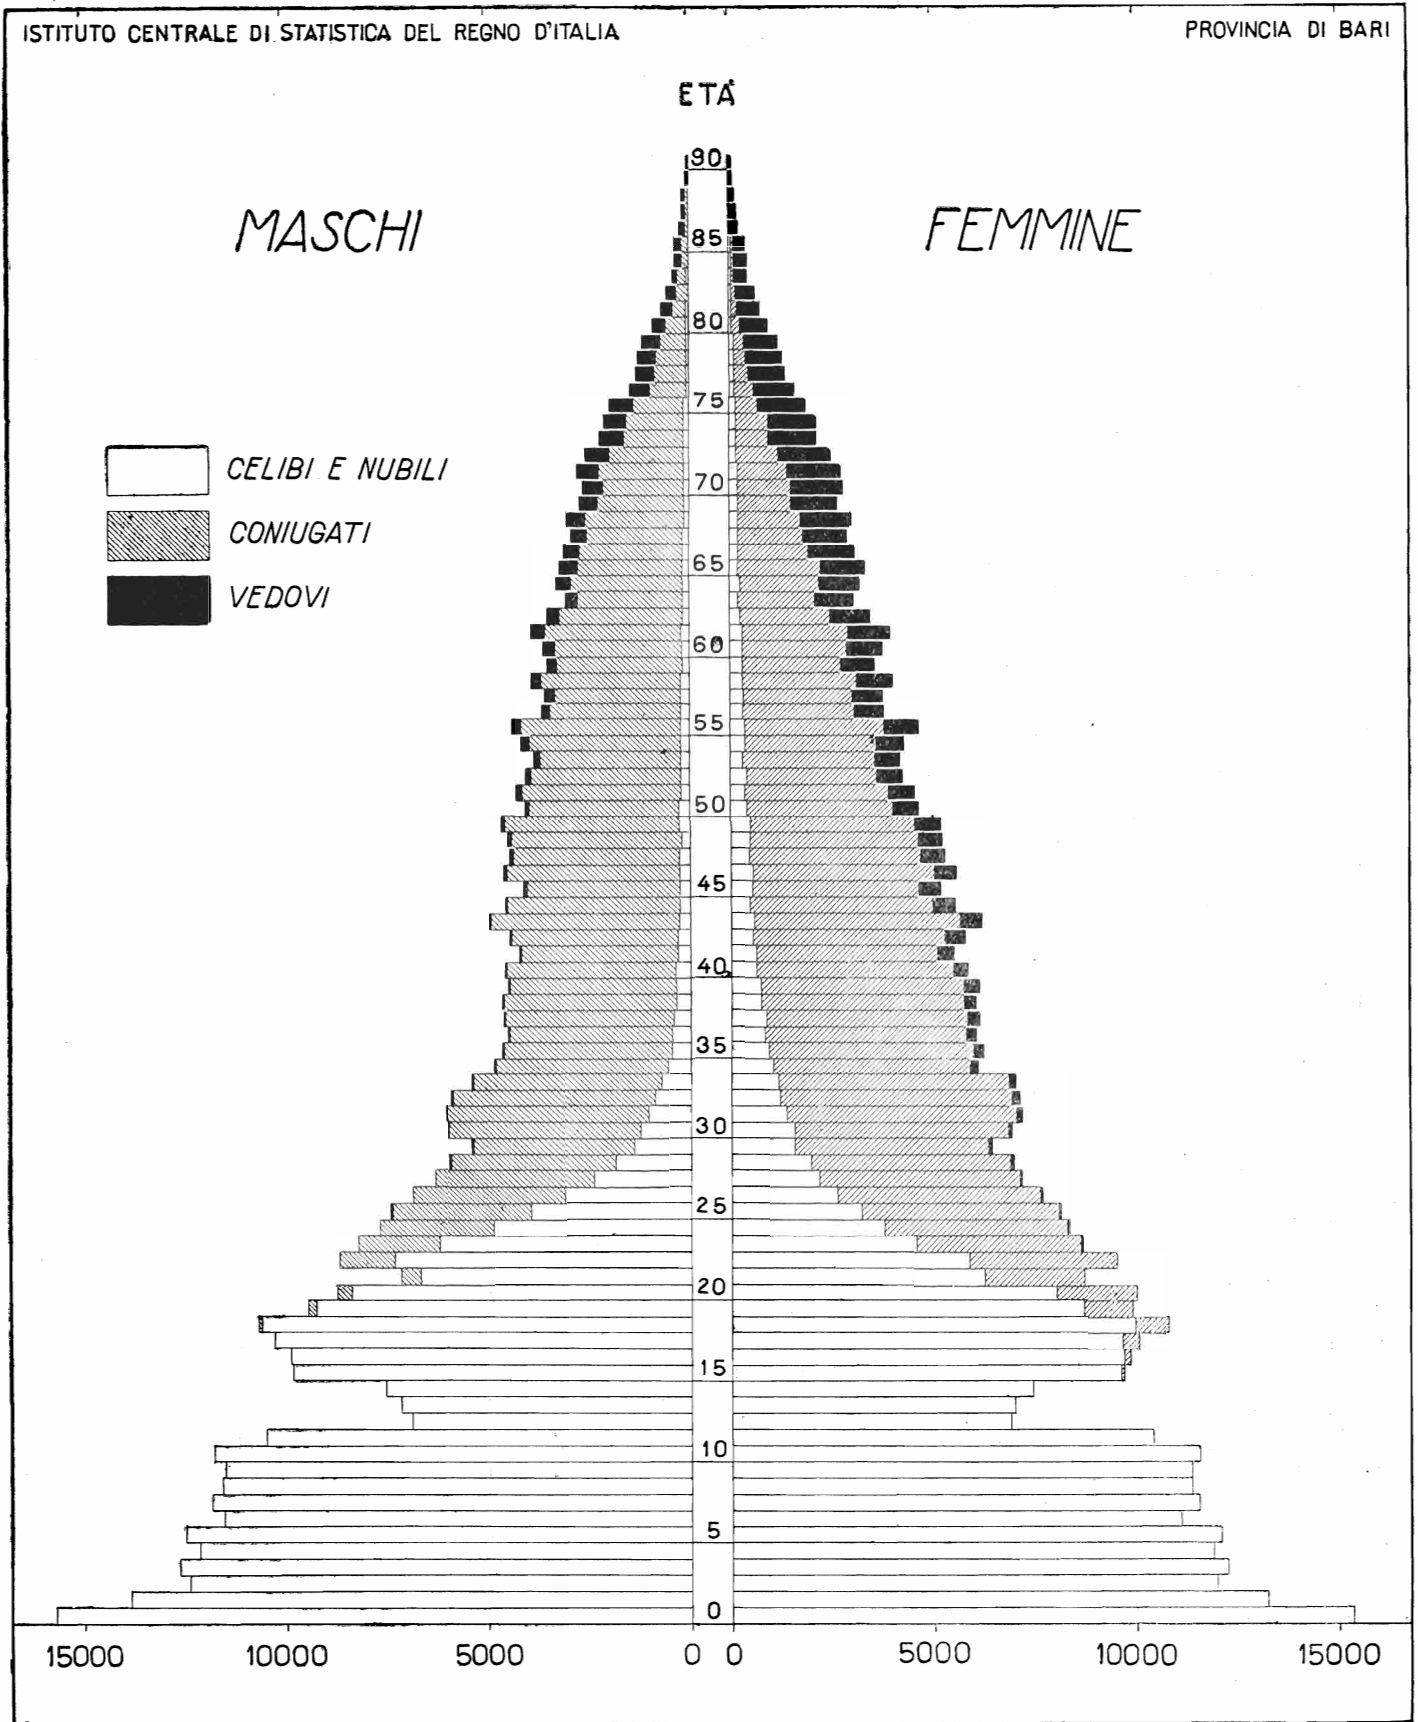 ISTITUTO CENTRALE DI STATISTICA DEL REGNO D'ITALIA
PROVINCIA DI BARI
ETÀ
MASCHI
FEMMINE
CELIBI E NUBILI
CONIUGATI
VEDOVI
90
85
80
75
70
65
60
55
50
45
40
35
30
25
20
15
10
5
0
15000 10000 5000 0 0 5000 10000 15000